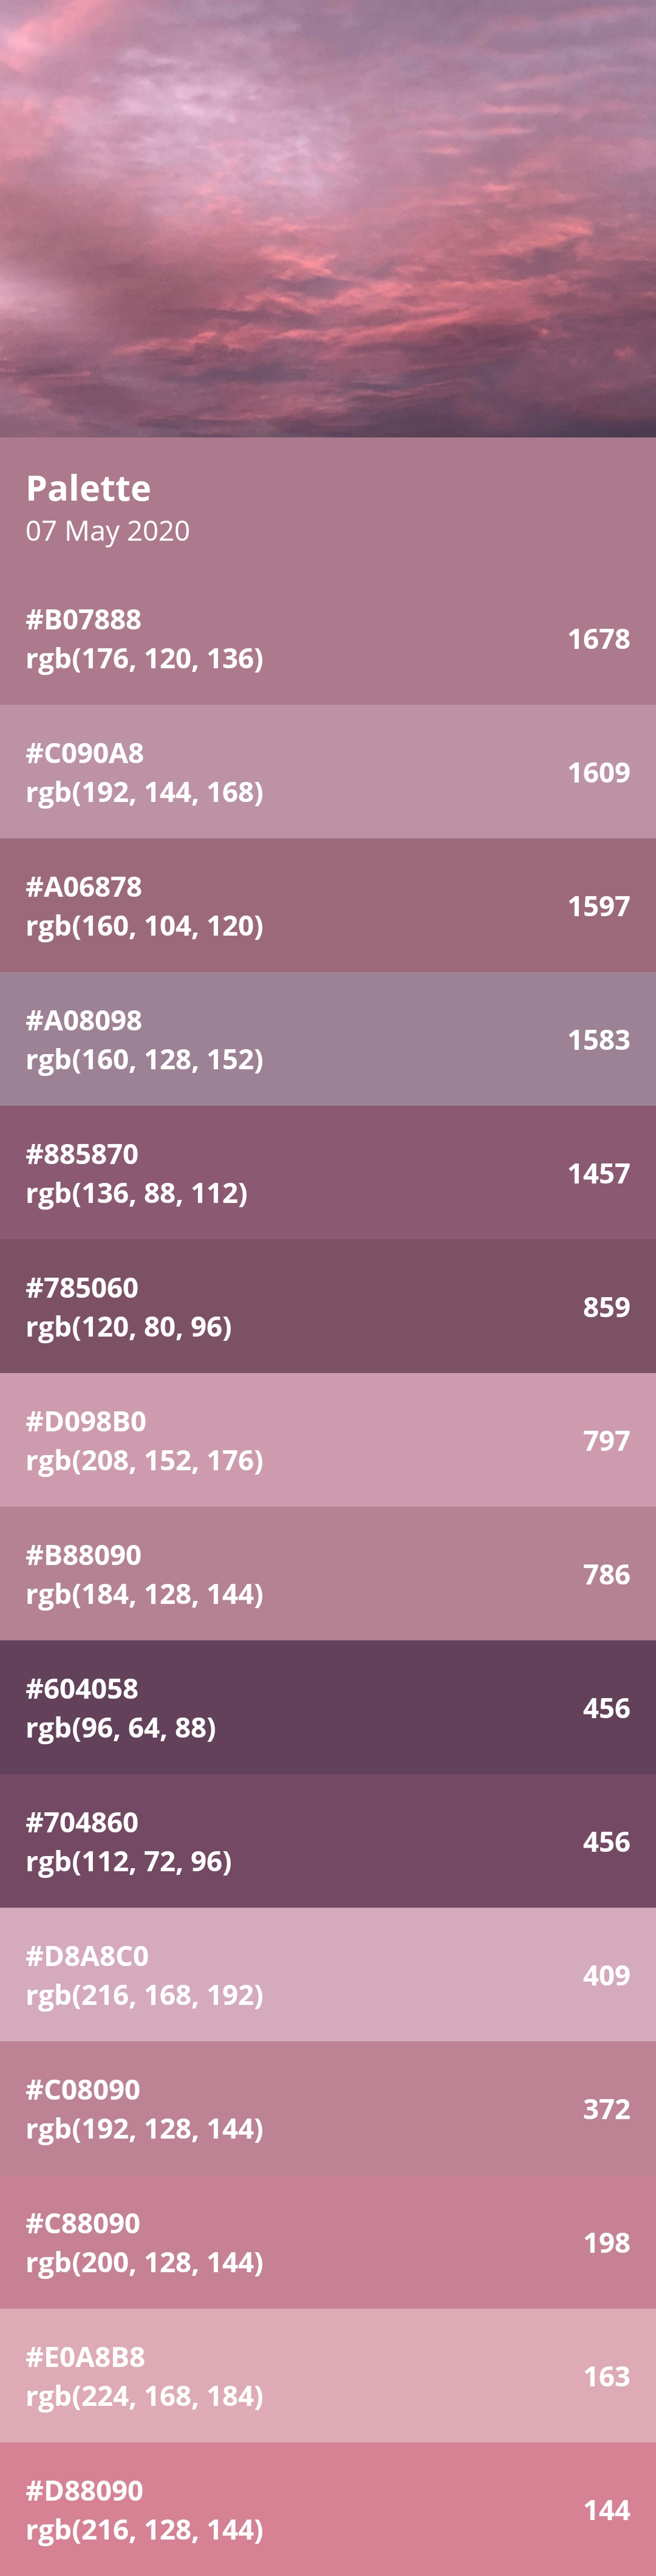 Palette
07 May 2020
#B07888
rgb(176, 120, 136)
1678
#C090A8
rgb(192, 144, 168)
1609
#A06878
rgb(160, 104, 120)
1597
#A08098
rgb(160, 128, 152)
1583
#885870
rgb(136, 88, 112)
1457
#785060
rgb(120, 80, 96)
859
#D098B0
rgb(208, 152, 176)
797
#B88090
rgb(184, 128, 144)
786
#604058
rgb(96, 64, 88)
456
#704860
rgb(112, 72, 96)
456
#D8A8C0
rgb(216, 168, 192)
409
#C08090
rgb(192, 128, 144)
372
#C88090
rgb(200, 128, 144)
198
#E0A8B8
rgb(224, 168, 184)
163
#D88090
rgb(216, 128, 144)
144